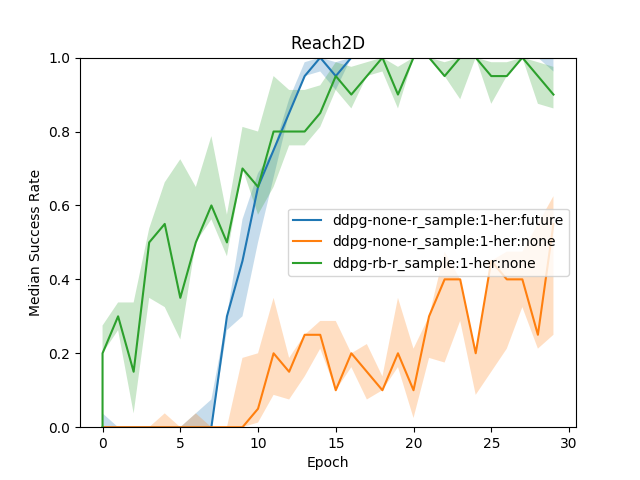 Reach2D
Median Success Rate
1.0
0.8
0.6
0.4
0.2
0.0
ddpg-none-r_sample:1-her:future
ddpg-none-r_sample:1-her:none
ddpg-rb-r_sample:1-her:none
0 5 10 15 20 25 30
Epoch